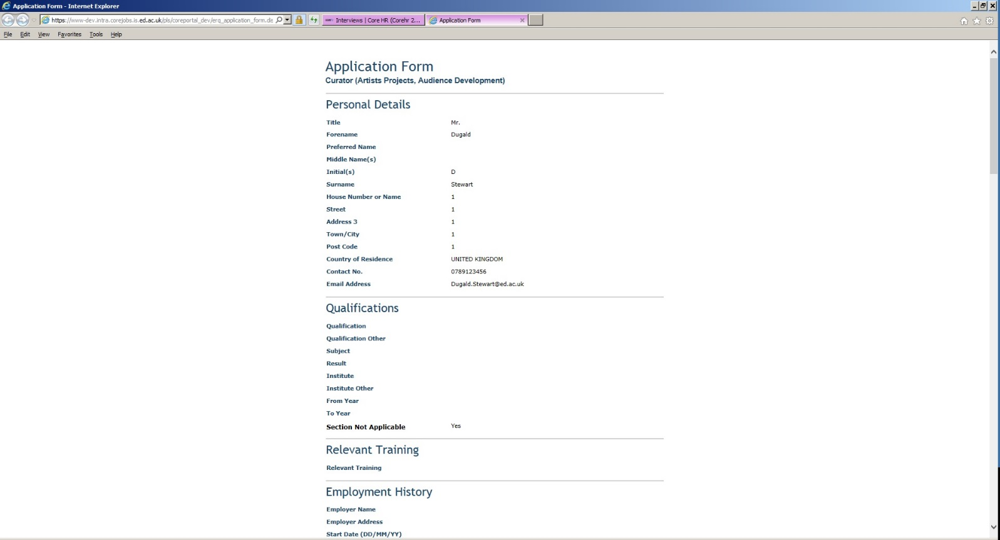 Application Form - Internet Explorer
https://www-dev.intra.corejobs.is.ed.ac.uk/pls/coreportal_dev/erq_application_form.dis
Interviews | Core HR (Corehr 2...
Application Form
File Edit View Favorites Tools Help
Application Form
Curator (Artists Projects, Audience Development)
Personal Details
Title Mr.
Forename Dugald
Preferred Name
Middle Name(s)
Initial(s) D
Surname Stewart
House Number or Name 1
Street 1
Address 3 1
Town/City 1
Post Code 1
Country of Residence UNITED KINGDOM
Contact No. 0789123456
Email Address Dugald.Stewart@ed.ac.uk
Qualifications
Qualification
Qualification Other
Subject
Result
Institute
Institute Other
From Year
To Year
Section Not Applicable Yes
Relevant Training
Relevant Training
Employment History
Employer Name
Employer Address
Start Date (DD/MM/YY)